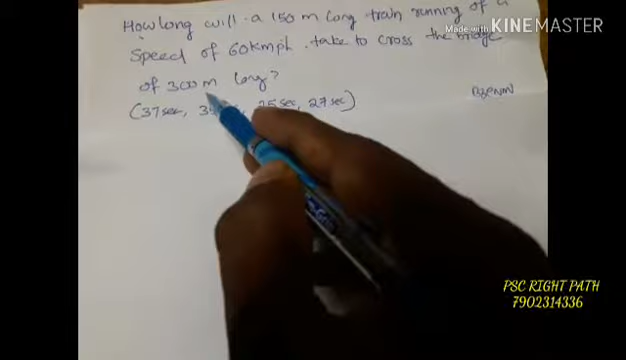 How long will a 150 m long train running of a
Made with KINEMASTER
Speed of 60kmph. take to cross the bridge
of 300m long?
(37sec, 25sec, 27sec)
PSC RIGHT PATH
7902314336